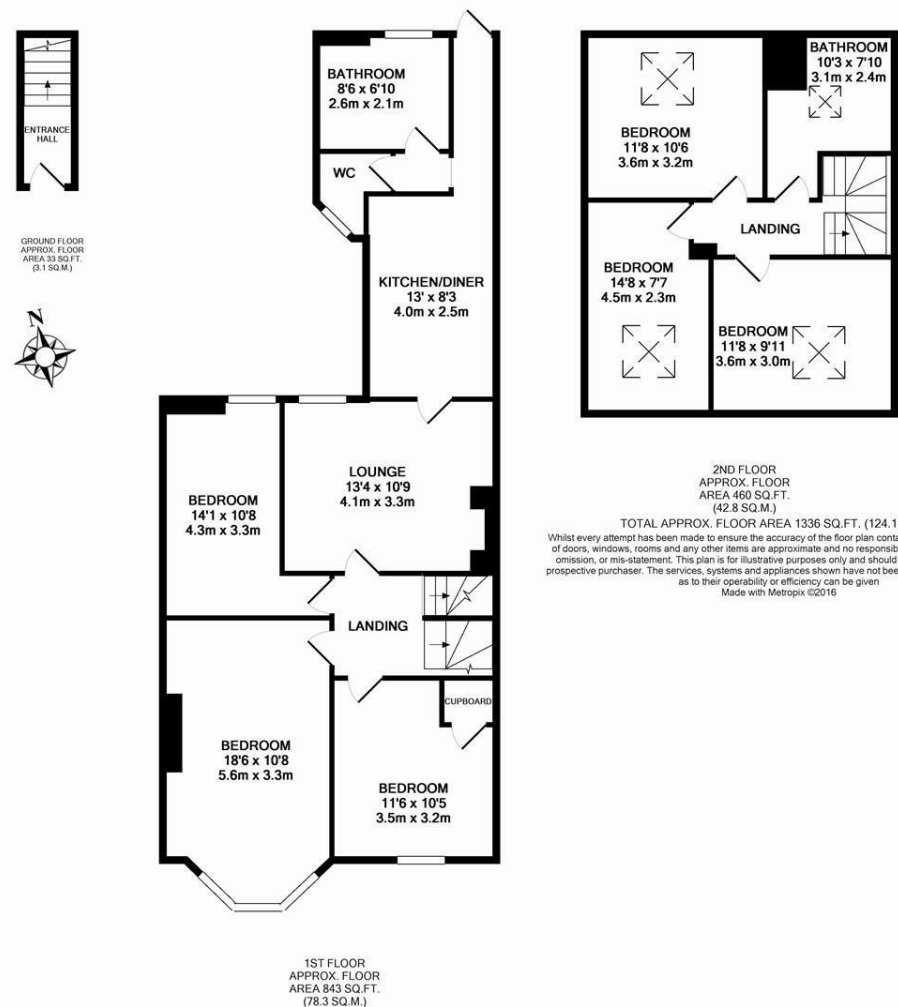 ENTRANCE
HALL
GROUND FLOOR
APPROX. FLOOR
AREA 33 SQ.FT.
(3.1 SQ.M.)
N
BATHROOM
8'6 x 6'10
2.6m x 2.1m
WC
KITCHEN/DINER
13' x 8'3
4.0m x 2.5m
LOUNGE
13'4 x 10'9
4.1m x 3.3m
BEDROOM
14'1 x 10'8
4.3m x 3.3m
LANDING
CUPBOARD
BEDROOM
18'6 x 10'8
5.6m x 3.3m
BEDROOM
11'6 x 10'5
3.5m x 3.2m
1ST FLOOR
APPROX. FLOOR
AREA 843 SQ.FT.
(78.3 SQ.M.)
BATHROOM
10'3 x 7'10
3.1m x 2.4m
BEDROOM
11'8 x 10'6
3.6m x 3.2m
LANDING
BEDROOM
14'8 x 7'7
4.5m x 2.3m
BEDROOM
11'8 x 9'11
3.6m x 3.0m
2ND FLOOR
APPROX. FLOOR
AREA 460 SQ.FT.
(42.8 SQ.M.)
TOTAL APPROX. FLOOR AREA 1336 SQ.FT. (124.1
Whilst every attempt has been made to ensure the accuracy of the floor plan conta
of doors, windows, rooms and any other items are approximate and no responsib
omission, or mis-statement. This plan is for illustrative purposes only and should
prospective purchaser. The services, systems and appliances shown have not bee
as to their operability or efficiency can be given
Made with Metropix ©2016